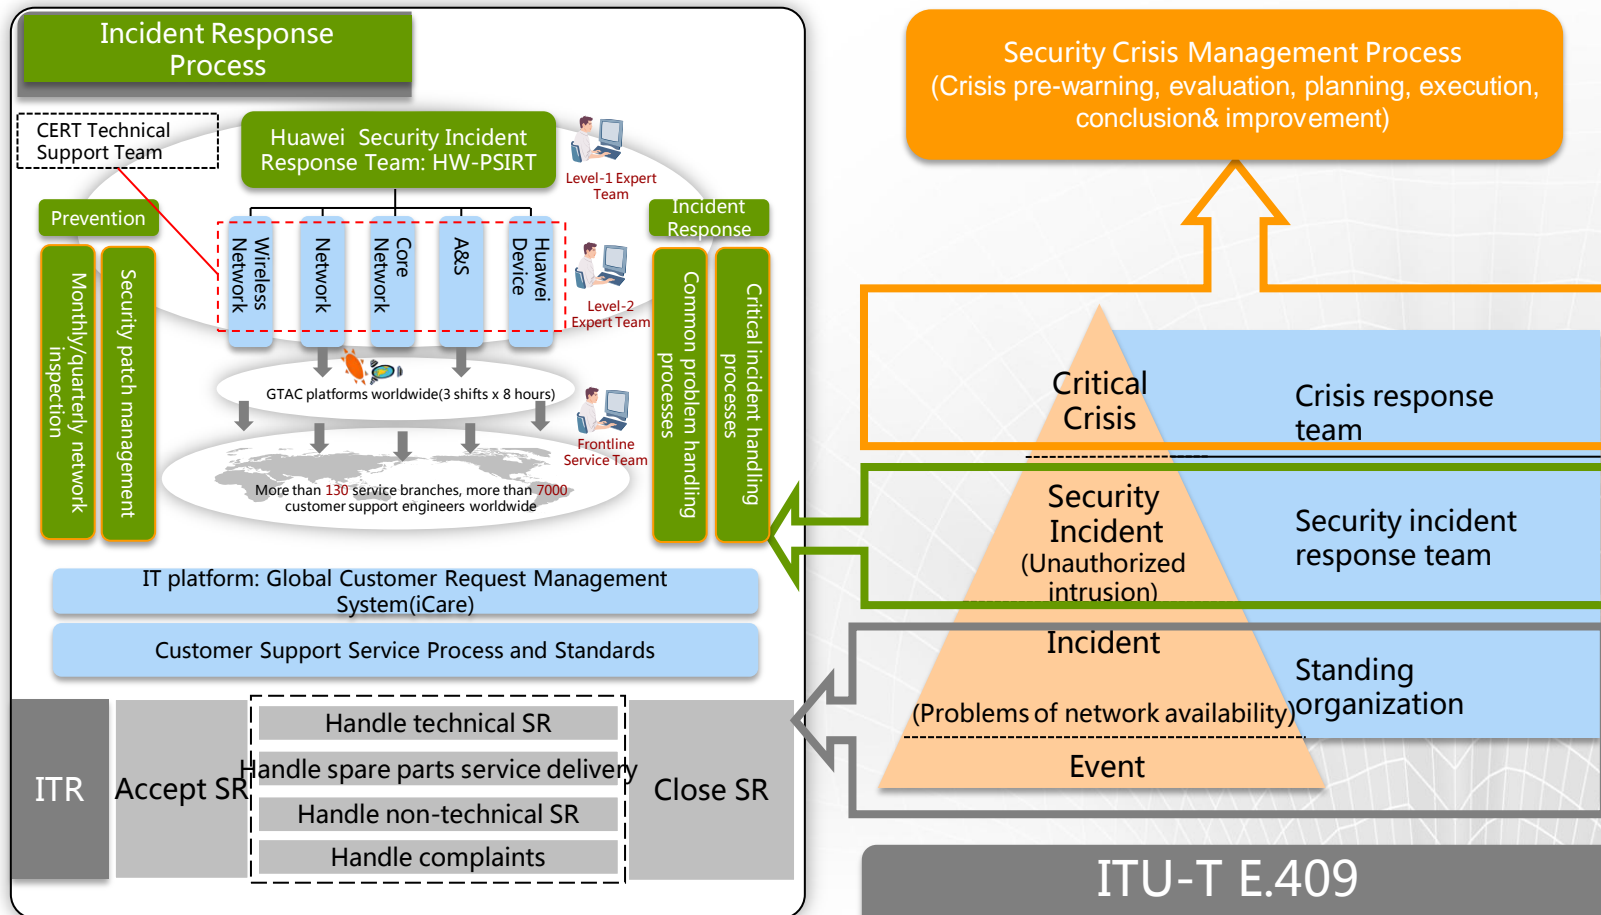 Incident Response
Process
CERT Technical
Support Team
Huawei Security Incident
Response Team: HW-PSIRT
Level-1 Expert
Team
Prevention
Incident
Response
Monthly/quarterly network
inspection
Security patch management
Wireless
Network
Network
Core
Network
A&S
Huawei
Device
Level-2
Expert Team
Common problem handling
processes
Critical incident handling
processes
GTAC platforms worldwide(3 shifts x 8 hours)
Frontline
Service Team
More than 130 service branches, more than 7000
customer support engineers worldwide
IT platform: Global Customer Request Management
System(iCare)
Customer Support Service Process and Standards
ITR
Accept SR
Handle technical SR
Handle spare parts service delivery
Handle non-technical SR
Handle complaints
Close SR
Security Crisis Management Process
(Crisis pre-warning, evaluation, planning, execution,
conclusion& improvement)
Critical
Crisis
Crisis response
team
Security
Incident
(Unauthorized
intrusion)
Security incident
response team
Incident
(Problems of network availability)
Standing
organization
Event
ITU-T E.409